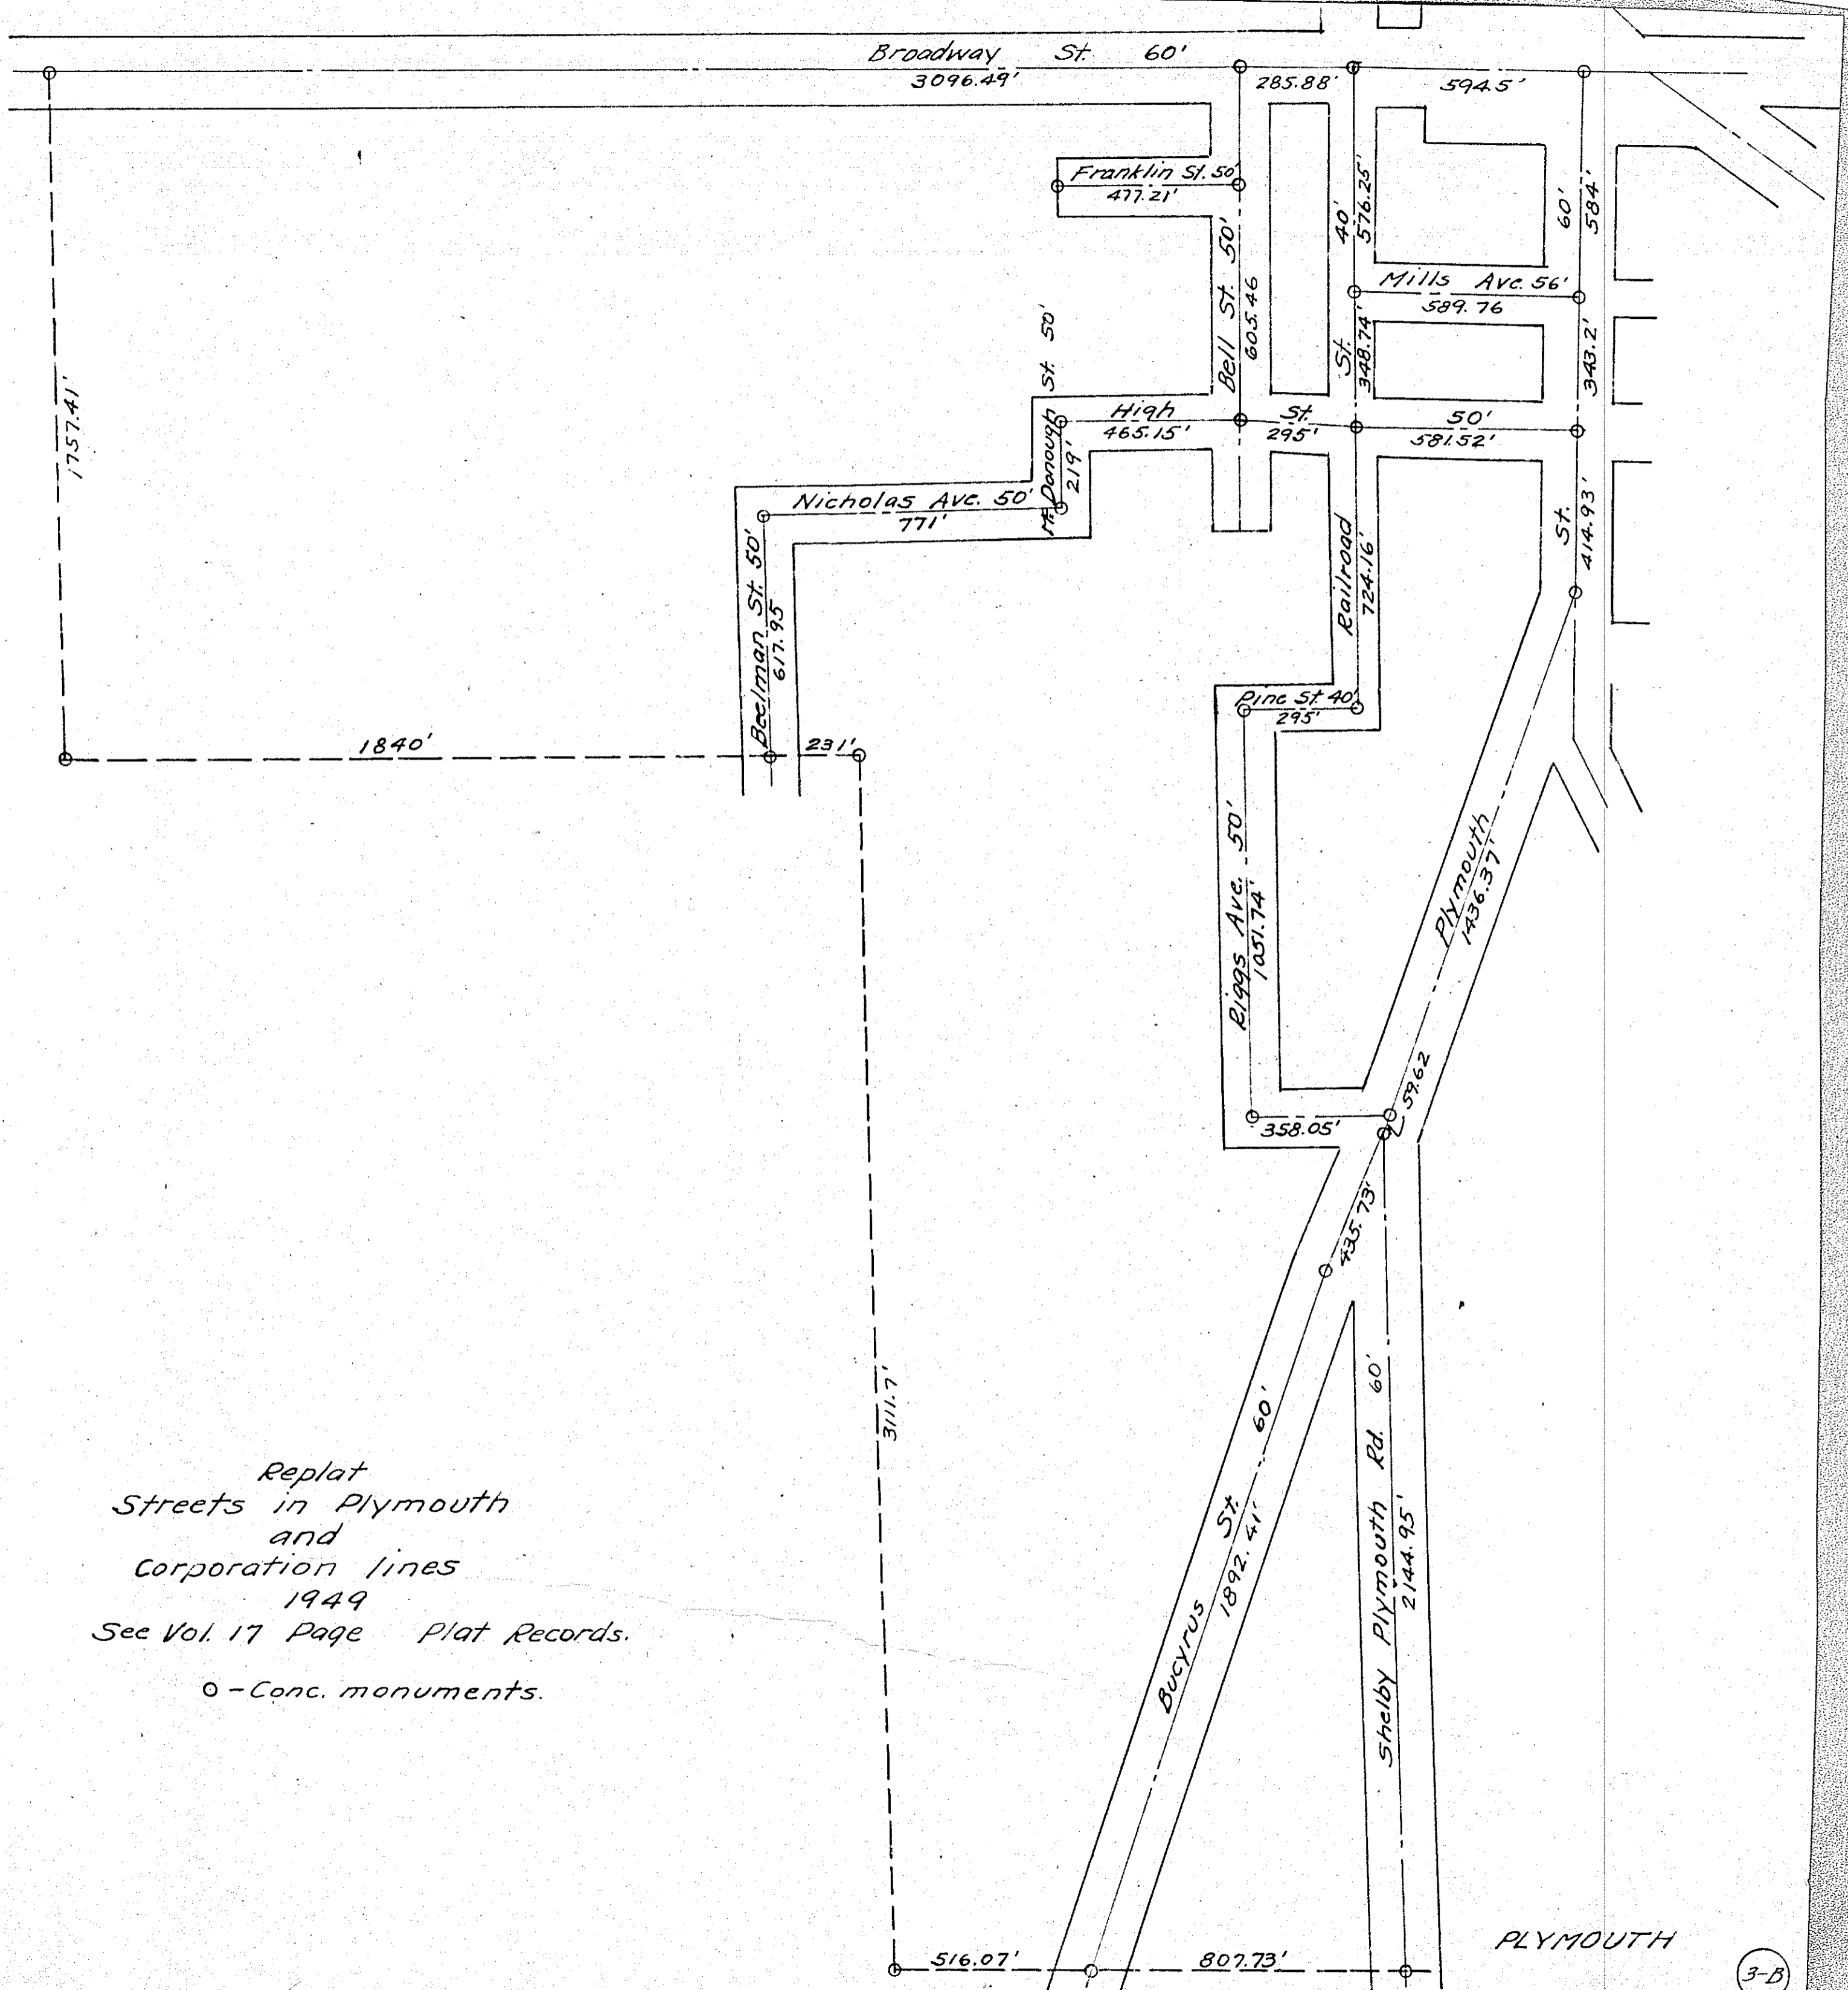 Broadway St. 60'
3096.49'
285.88'
594.5'
Franklin St. 50'
477.21'
Bell St. 50'
605.46
40'
576.25'
60'
584'
Mills Ave. 56'
589.76
St.
348.74'
343.2'
1757.41'
High St. 50'
465.15'
295'
581.52'
Mc Donough St. 50'
219'
Nicholas Ave. 50'
771'
Beelman St. 50'
617.95
Railroad
724.16'
St.
414.93'
Pine St. 40'
295'
1840'
231'
Riggs Ave. 50'
1051.74'
Plymouth
1436.37'
59.62
358.05'
435.73'
3111.7'
Bucyrus St. 60'
1892.41'
Shelby Plymouth Rd. 60'
2144.95'
Replat
Streets in Plymouth
and
Corporation lines
1949
See Vol. 17 Page Plat Records.
o - Conc. monuments.
516.07'
807.73'
PLYMOUTH
3-B